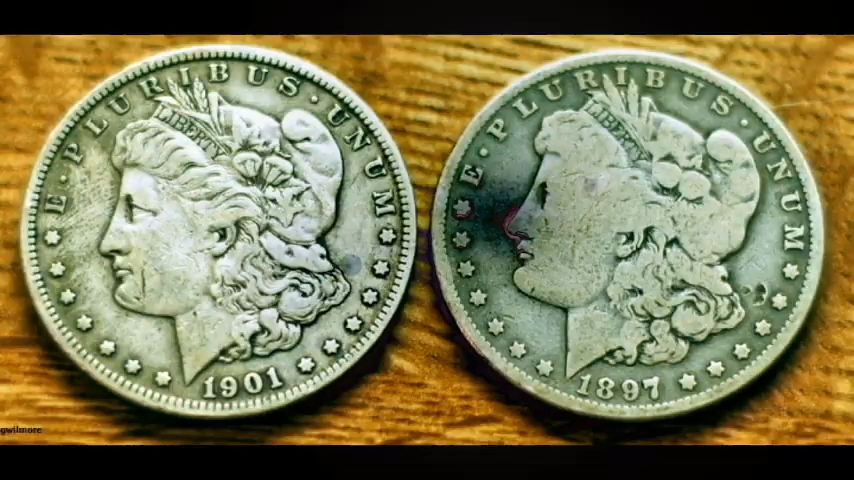 E · PLURIBUS · UNUM
LIBERTY
1901
E · PLURIBUS · UNUM
LIBERTY
1897
gwilmore